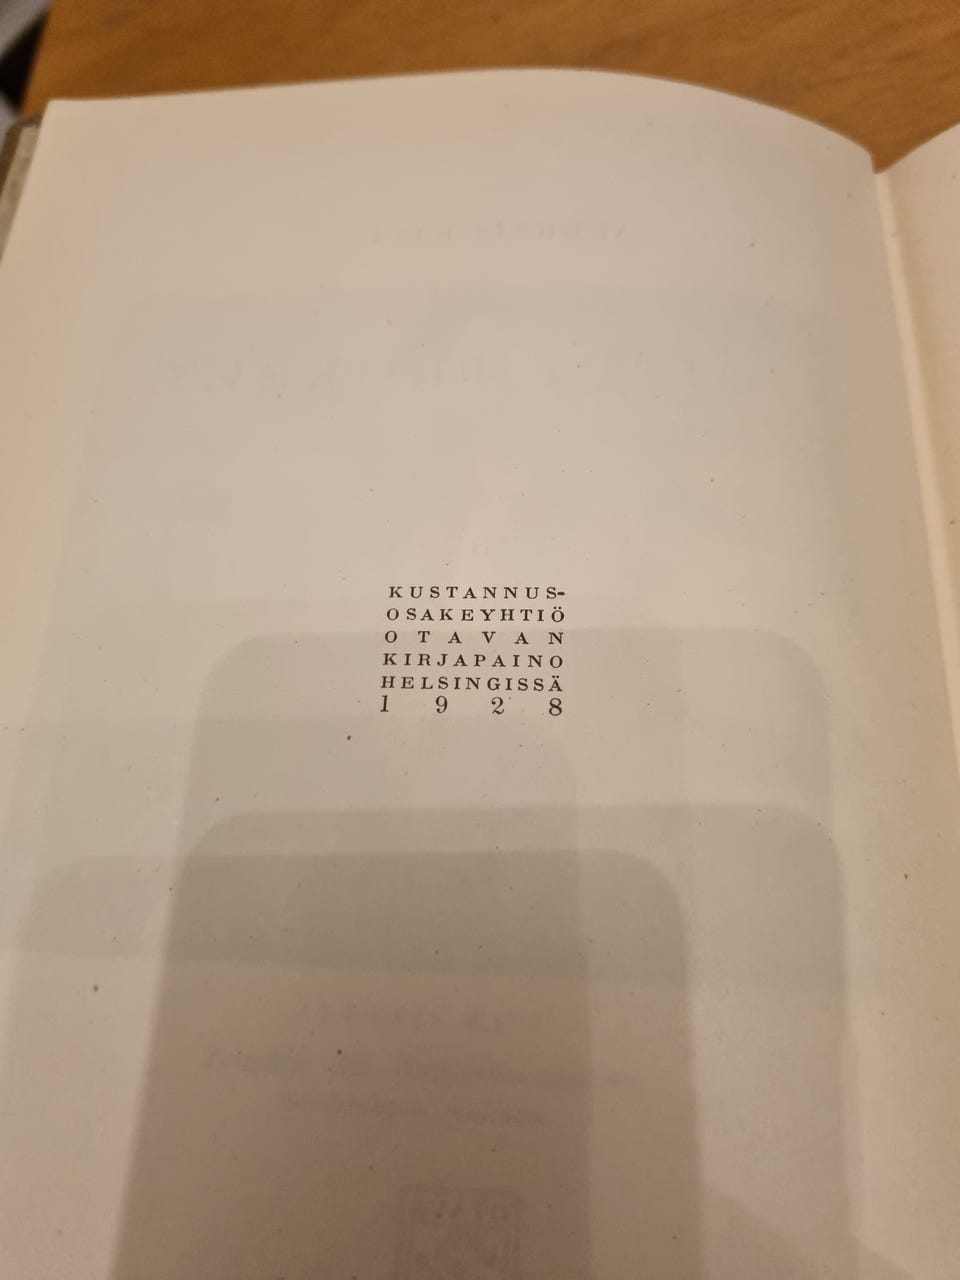 KUSTANNUS-
OSAKEYHTIÖ
OTAVAN
KIRJAPAINO
HELSINGISSÄ
1928